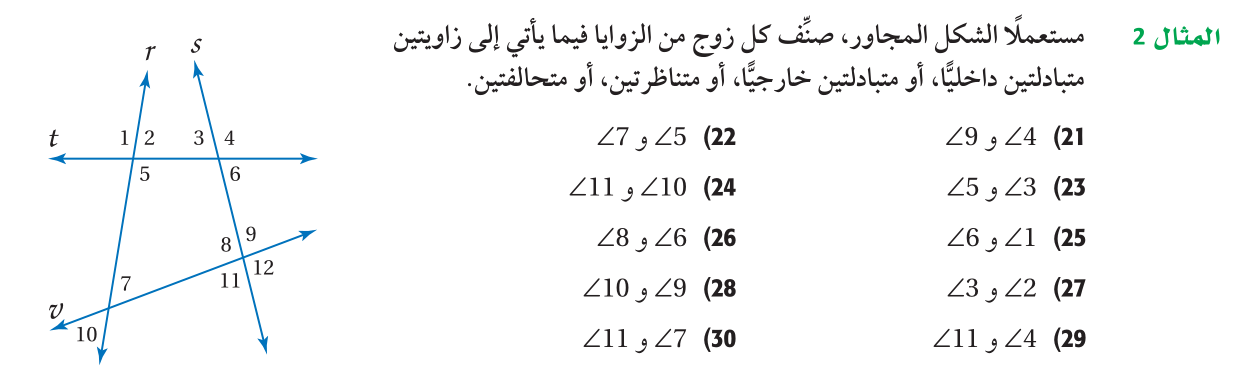 المثال 2
مستعملًا الشكل المجاور، صنِّف كل زوج من الزوايا فيما يأتي إلى زاويتين
متبادلتين داخليًّا، أو متبادلتين خارجيًّا، أو متناظرتين، أو متحالفتين.
21) ∠4 و ∠9
22) ∠5 و ∠7
23) ∠3 و ∠5
24) ∠10 و ∠11
25) ∠1 و ∠6
26) ∠6 و ∠8
27) ∠2 و ∠3
28) ∠9 و ∠10
29) ∠4 و ∠11
30) ∠7 و ∠11
r s
t 1 2 3 4
5 6
8 9
11 12
7
v
10